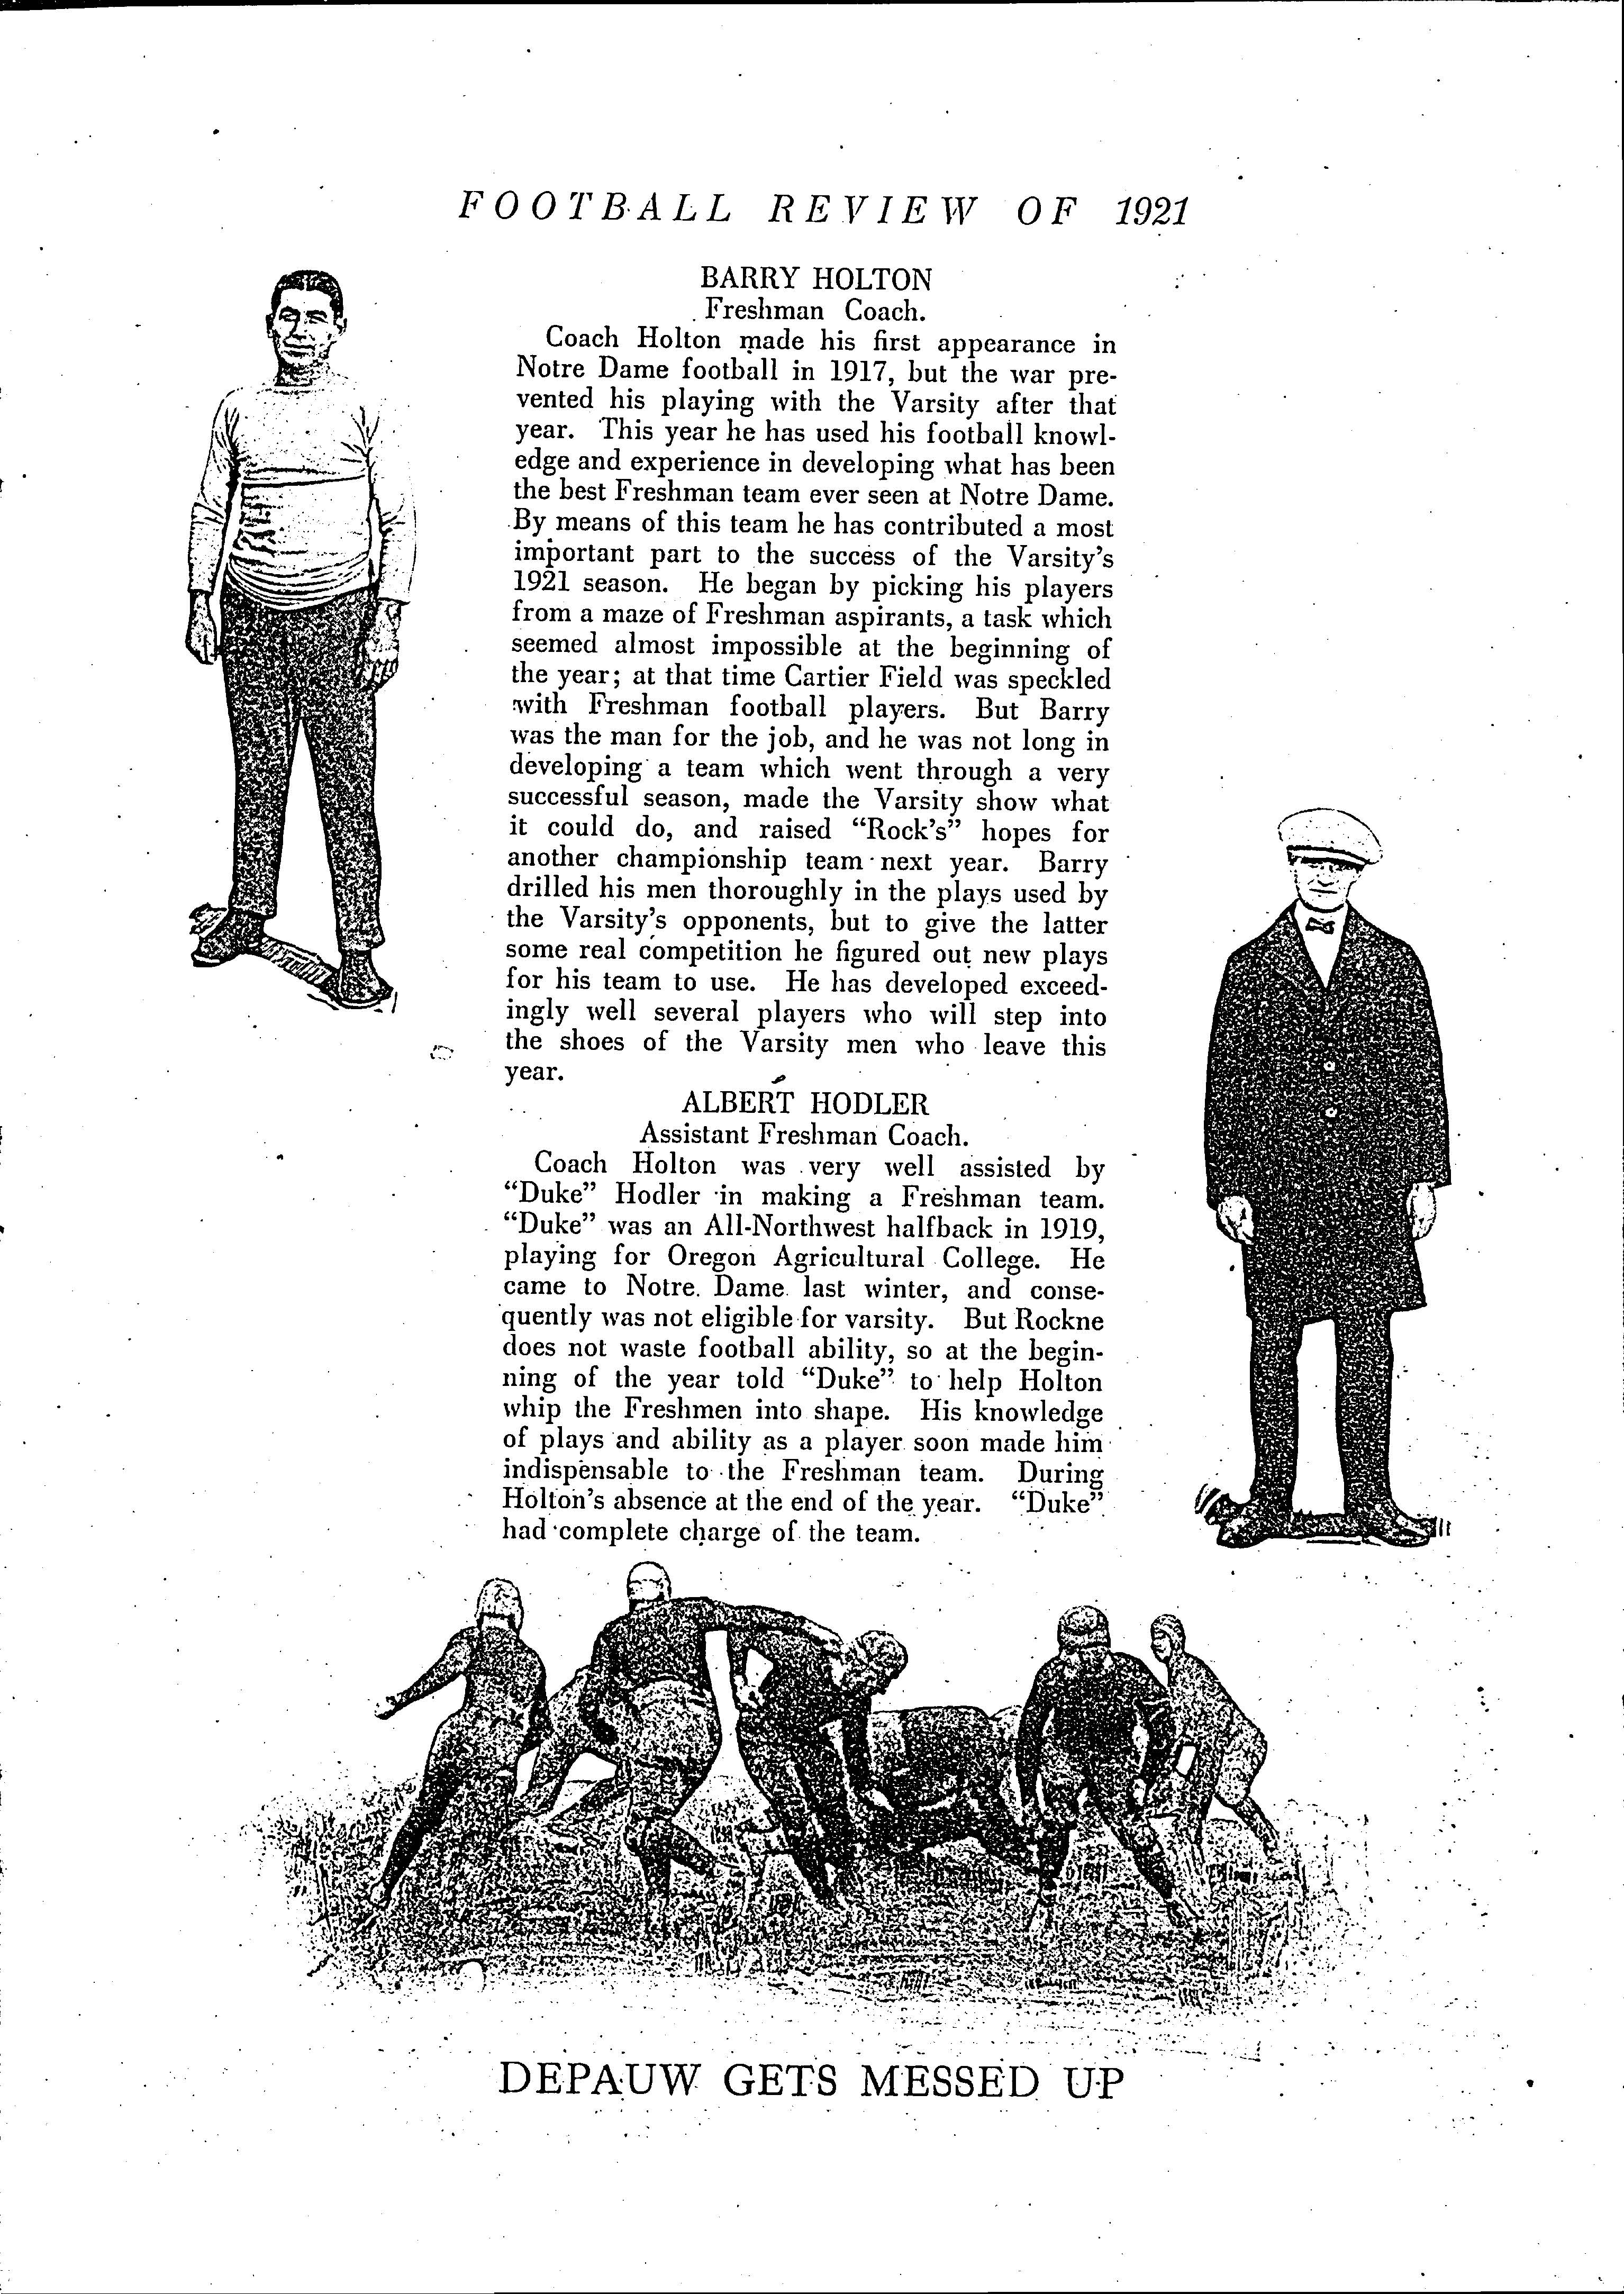 FOOTBALL REVIEW OF 1921
BARRY HOLTON
Freshman Coach.
Coach Holton made his first appearance in
Notre Dame football in 1917, but the war pre-
vented his playing with the Varsity after that
year. This year he has used his football knowl-
edge and experience in developing what has been
the best Freshman team ever seen at Notre Dame.
By means of this team he has contributed a most
important part to the success of the Varsity's
1921 season. He began by picking his players
from a maze of Freshman aspirants, a task which
seemed almost impossible at the beginning of
the year; at that time Cartier Field was speckled
with Freshman football players. But Barry
was the man for the job, and he was not long in
developing a team which went through a very
successful season, made the Varsity show what
it could do, and raised “Rock's” hopes for
another championship team next year. Barry
drilled his men thoroughly in the plays used by
the Varsity's opponents, but to give the latter
some real competition he figured out new plays
for his team to use. He has developed exceed-
ingly well several players who will step into
the shoes of the Varsity men who leave this
year.
ALBERT HODLER
Assistant Freshman Coach.
Coach Holton was very well assisted by
“Duke” Hodler in making a Freshman team.
“Duke” was an All-Northwest halfback in 1919,
playing for Oregon Agricultural College. He
came to Notre Dame last winter, and conse-
quently was not eligible for varsity. But Rockne
does not waste football ability, so at the begin-
ning of the year told “Duke” to help Holton
whip the Freshmen into shape. His knowledge
of plays and ability as a player soon made him
indispensable to the Freshman team. During
Holton's absence at the end of the year. “Duke”
had complete charge of the team.
DEPAUW GETS MESSED UP